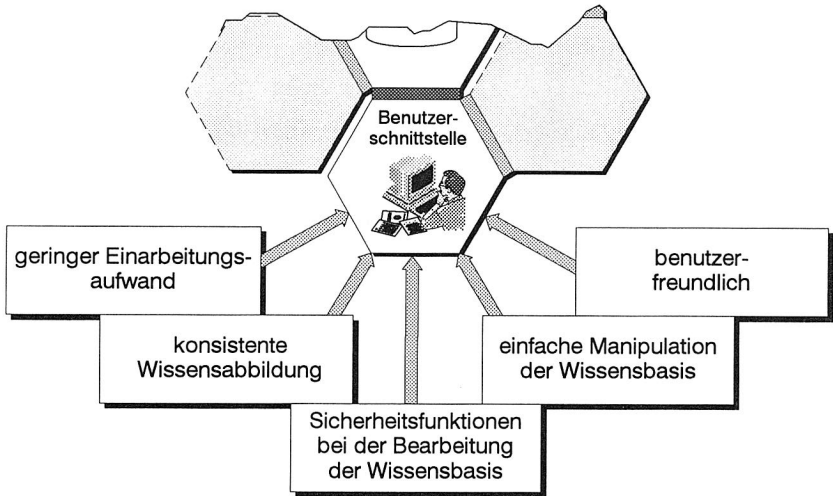 Benutzer-
schnittstelle
geringer Einarbeitungs-
aufwand
benutzer-
freundlich
konsistente
Wissensabbildung
einfache Manipulation
der Wissensbasis
Sicherheitsfunktionen
bei der Bearbeitung
der Wissensbasis